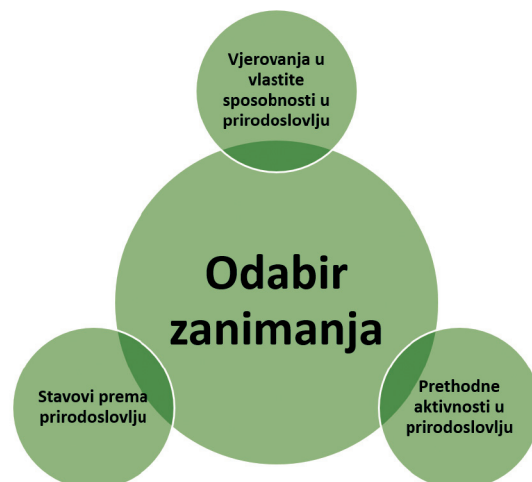 Vjerovanja u
vlastite
sposobnosti u
prirodoslovlju
Odabir
zanimanja
Stavovi prema
prirodoslovlju
Prethodne
aktivnosti u
prirodoslovlju